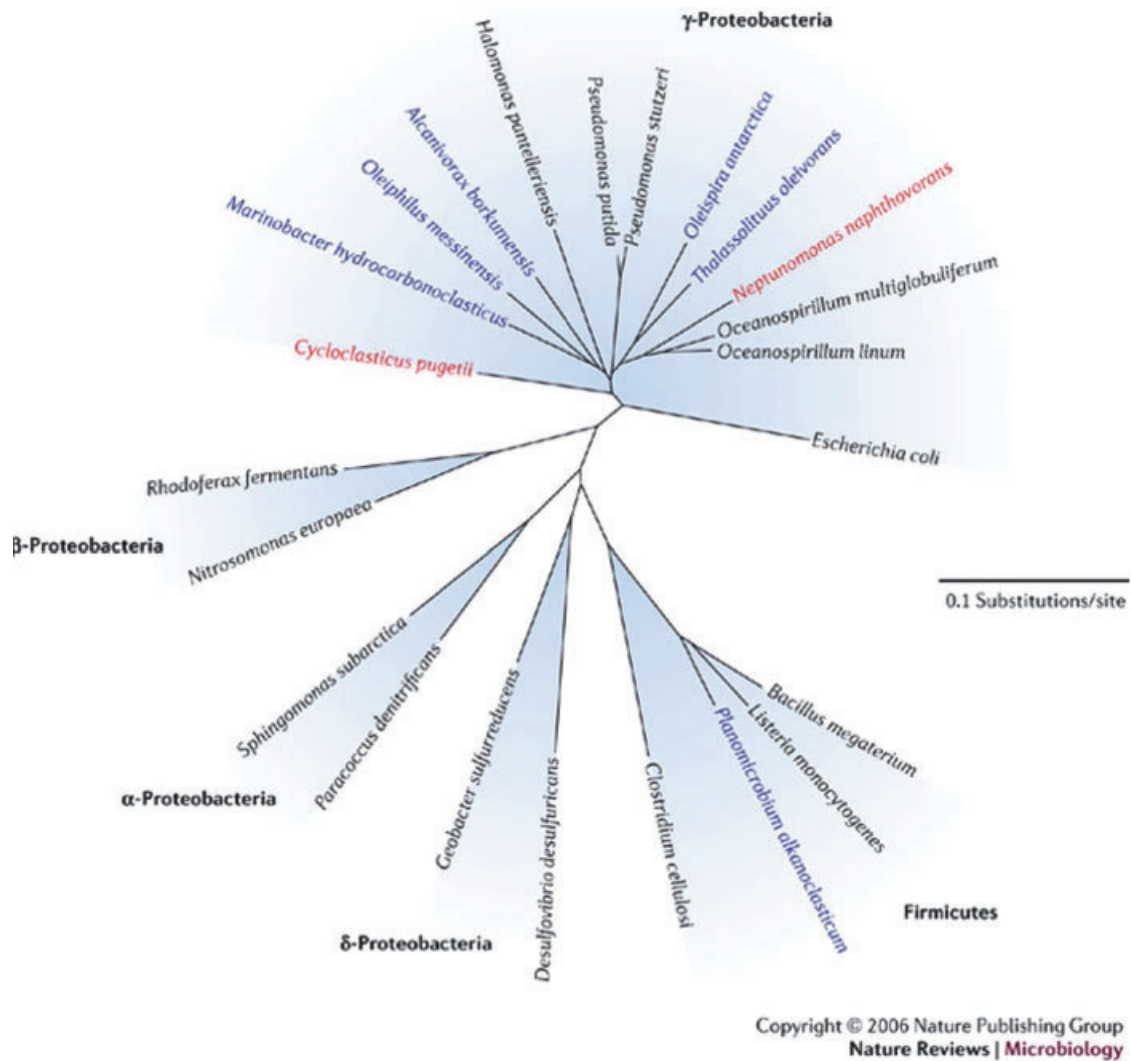 γ-Proteobacteria
Halomonas pantelleriensis
Pseudomonas putida
Pseudomonas stutzeri
Oleispira antarctica
Alcanivorax borkumensis
Thalassolituus oleivorans
Oleiphilus messinensis
Neptunomonas naphthovorans
Marinobacter hydrocarbonoclasticus
Oceanospirillum multiglobuliferum
Cycloclasticus pugetii
Oceanospirillum linum
Escherichia coli
Rhodoferax fermentans
Nitrosomonas europaea
β-Proteobacteria
0.1 Substitutions/site
Sphingomonas subarctica
Paracoccus denitrificans
α-Proteobacteria
Geobacter sulfurreducens
Desulfovibrio desulfuricans
δ-Proteobacteria
Clostridium cellulosi
Planomicrobium alkanoclasticum
Listeria monocytogenes
Bacillus megaterium
Firmicutes
Copyright © 2006 Nature Publishing Group
Nature Reviews | Microbiology